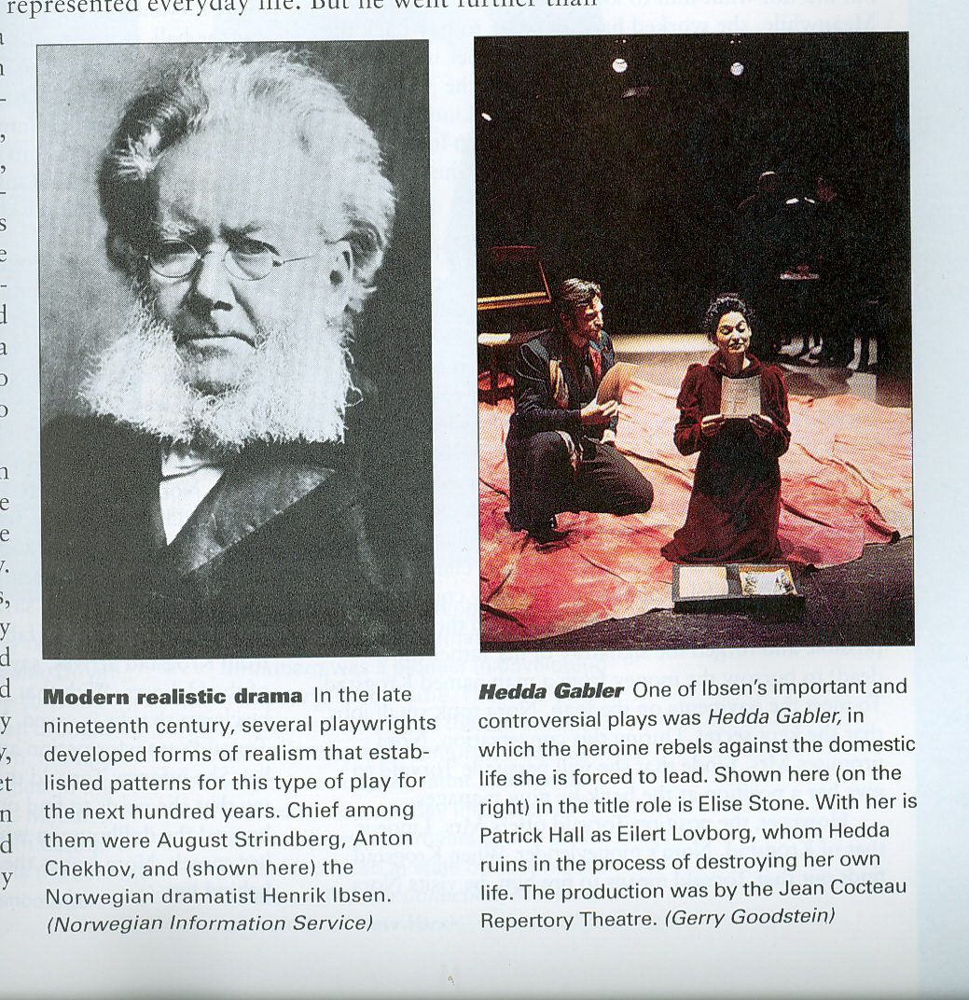 represented everyday life. But he went further than
Modern realistic drama In the late
nineteenth century, several playwrights
developed forms of realism that estab-
lished patterns for this type of play for
the next hundred years. Chief among
them were August Strindberg, Anton
Chekhov, and (shown here) the
Norwegian dramatist Henrik Ibsen.
(Norwegian Information Service)
Hedda Gabler One of Ibsen's important and
controversial plays was Hedda Gabler, in
which the heroine rebels against the domestic
life she is forced to lead. Shown here (on the
right) in the title role is Elise Stone. With her is
Patrick Hall as Eilert Lovborg, whom Hedda
ruins in the process of destroying her own
life. The production was by the Jean Cocteau
Repertory Theatre. (Gerry Goodstein)